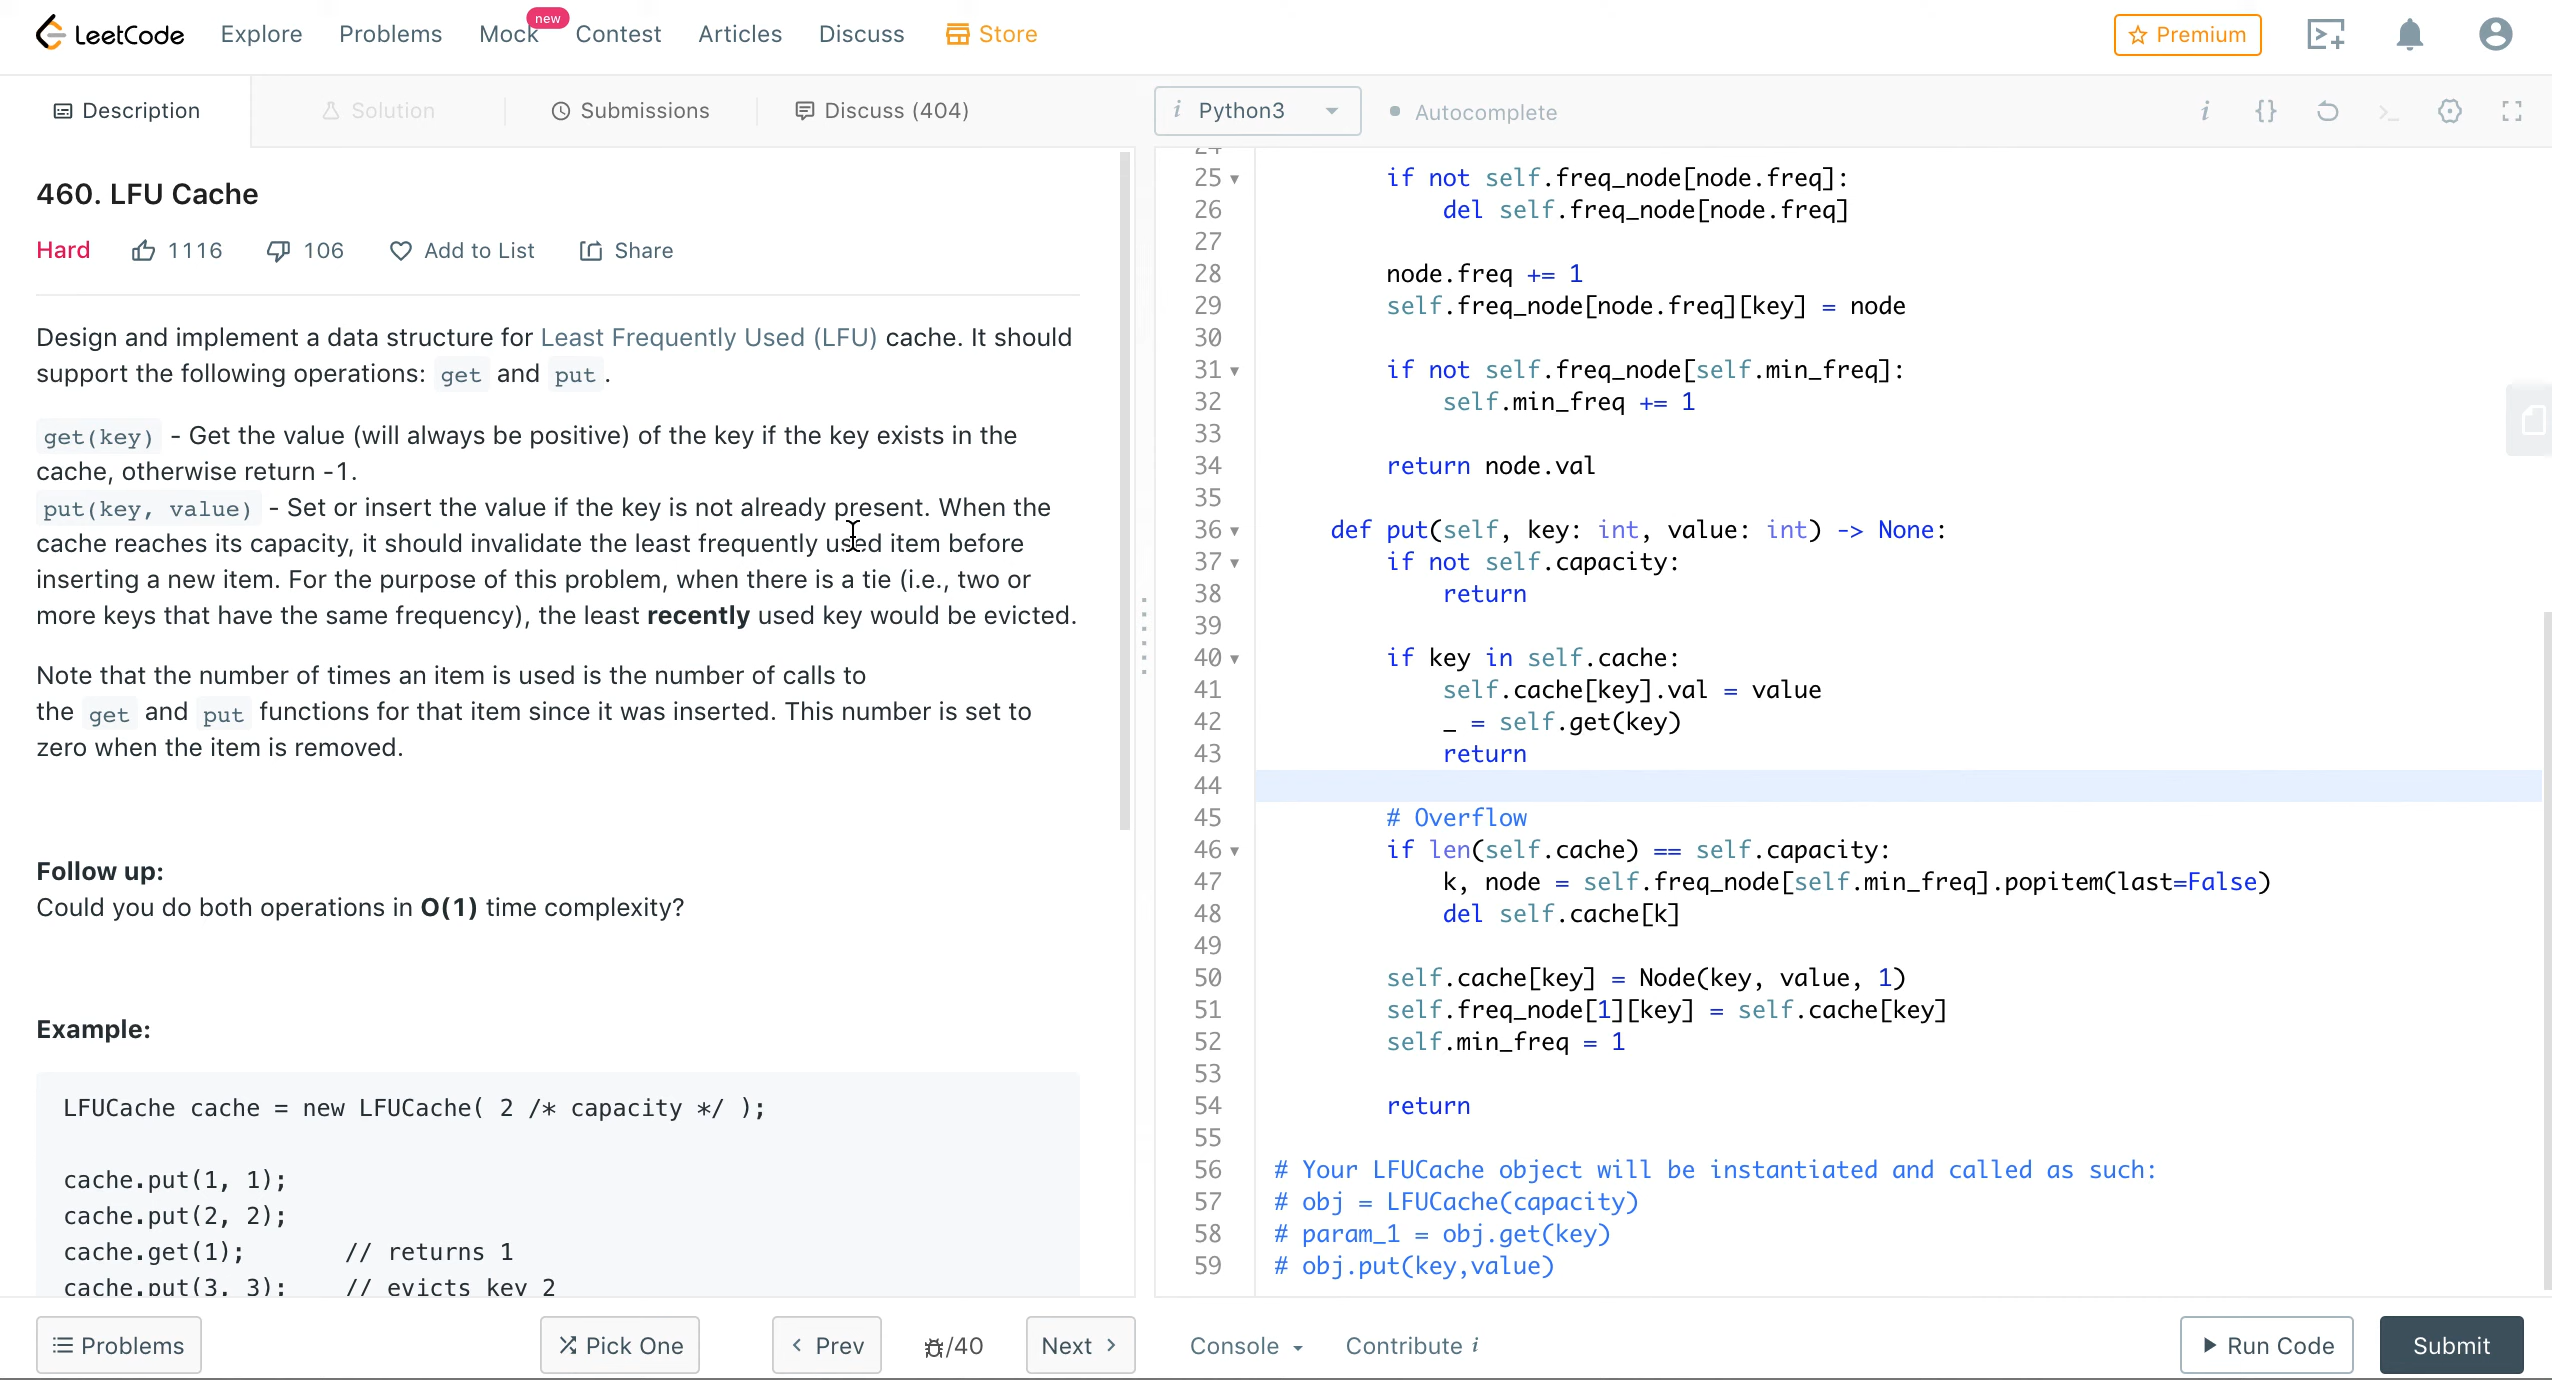 LeetCode Explore Problems Mock new Contest Articles Discuss Store Premium
Description Solution Submissions Discuss (404)
460. LFU Cache
Hard 1116 106 Add to List Share
Design and implement a data structure for Least Frequently Used (LFU) cache. It should
support the following operations: get and put .
get(key) - Get the value (will always be positive) of the key if the key exists in the
cache, otherwise return -1.
put(key, value) - Set or insert the value if the key is not already present. When the
cache reaches its capacity, it should invalidate the least frequently used item before
inserting a new item. For the purpose of this problem, when there is a tie (i.e., two or
more keys that have the same frequency), the least recently used key would be evicted.
Note that the number of times an item is used is the number of calls to
the get and put functions for that item since it was inserted. This number is set to
zero when the item is removed.
Follow up:
Could you do both operations in O(1) time complexity?
Example:
LFUCache cache = new LFUCache( 2 /* capacity */ );
cache.put(1, 1);
cache.put(2, 2);
cache.get(1);       // returns 1
cache.put(3, 3);    // evicts key 2
Problems Pick One Prev /40 Next
i Python3 Autocomplete i {} >_
24
25 if not self.freq_node[node.freq]:
26 del self.freq_node[node.freq]
27
28 node.freq += 1
29 self.freq_node[node.freq][key] = node
30
31 if not self.freq_node[self.min_freq]:
32 self.min_freq += 1
33
34 return node.val
35
36 def put(self, key: int, value: int) -> None:
37 if not self.capacity:
38 return
39
40 if key in self.cache:
41 self.cache[key].val = value
42 _ = self.get(key)
43 return
44
45 # Overflow
46 if len(self.cache) == self.capacity:
47 k, node = self.freq_node[self.min_freq].popitem(last=False)
48 del self.cache[k]
49
50 self.cache[key] = Node(key, value, 1)
51 self.freq_node[1][key] = self.cache[key]
52 self.min_freq = 1
53
54 return
55
56 # Your LFUCache object will be instantiated and called as such:
57 # obj = LFUCache(capacity)
58 # param_1 = obj.get(key)
59 # obj.put(key,value)
Console Contribute i Run Code Submit